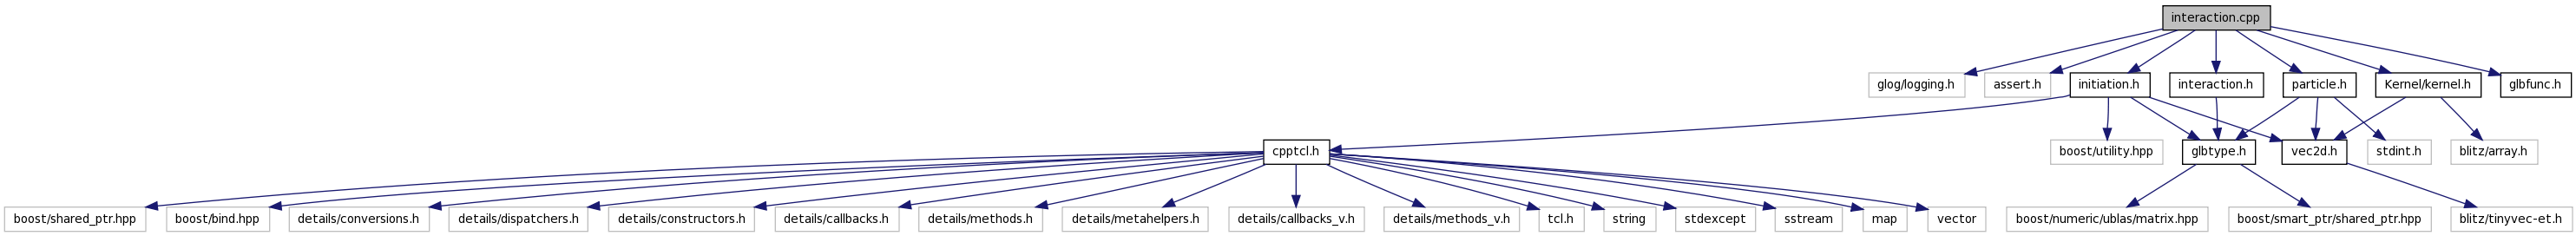 interaction.cpp
glog/logging.h
assert.h
initiation.h
interaction.h
particle.h
Kernel/kernel.h
glbfunc.h
cpptcl.h
boost/utility.hpp
glbtype.h
vec2d.h
stdint.h
blitz/array.h
boost/shared_ptr.hpp
boost/bind.hpp
details/conversions.h
details/dispatchers.h
details/constructors.h
details/callbacks.h
details/methods.h
details/metahelpers.h
details/callbacks_v.h
details/methods_v.h
tcl.h
string
stdexcept
sstream
map
vector
boost/numeric/ublas/matrix.hpp
boost/smart_ptr/shared_ptr.hpp
blitz/tinyvec-et.h